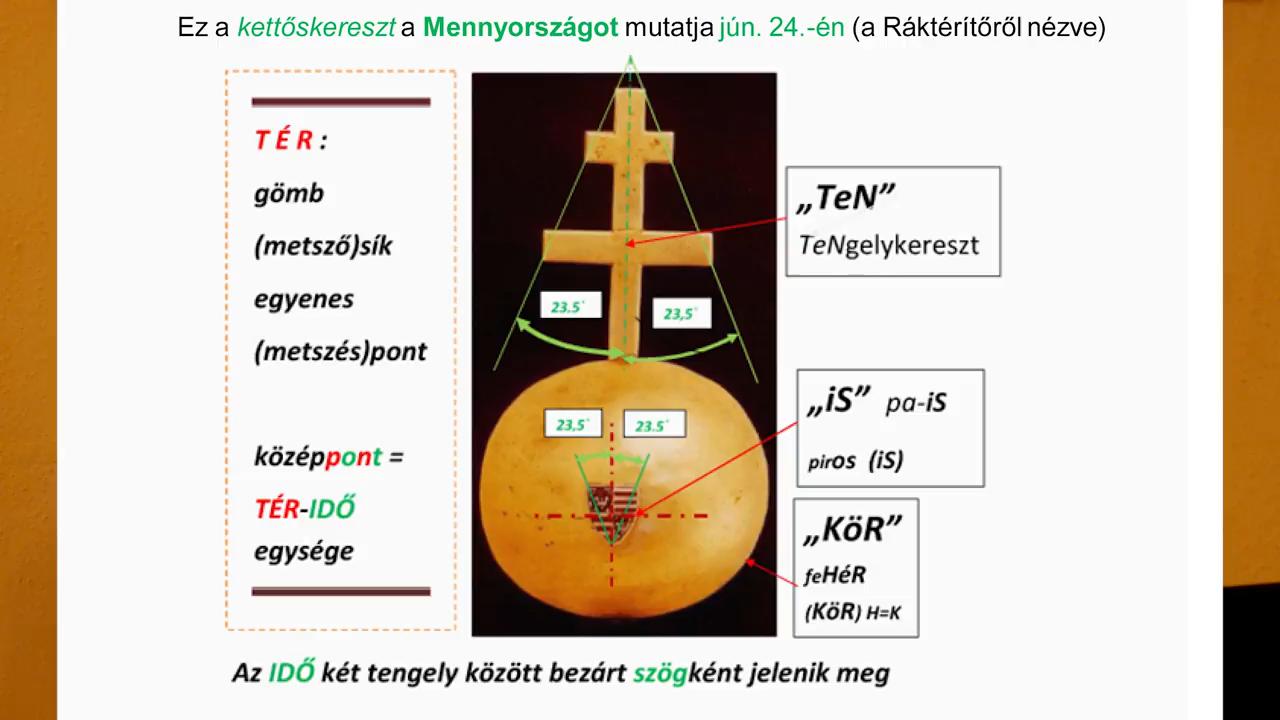 Ez a kettőskereszt a Mennyországot mutatja jún. 24.-én (a Ráktérítőről nézve)
TÉR:
gömb
(metsző)sík
egyenes
(metszés)pont
középpont =
TÉR-IDŐ
egysége
23.5˚
23,5˚
23,5˚
23.5˚
„TeN”
TeNgelykereszt
„iS” pa-iS
piros (iS)
„KöR”
feHéR
(KöR) H=K
Az IDŐ két tengely között bezárt szögként jelenik meg